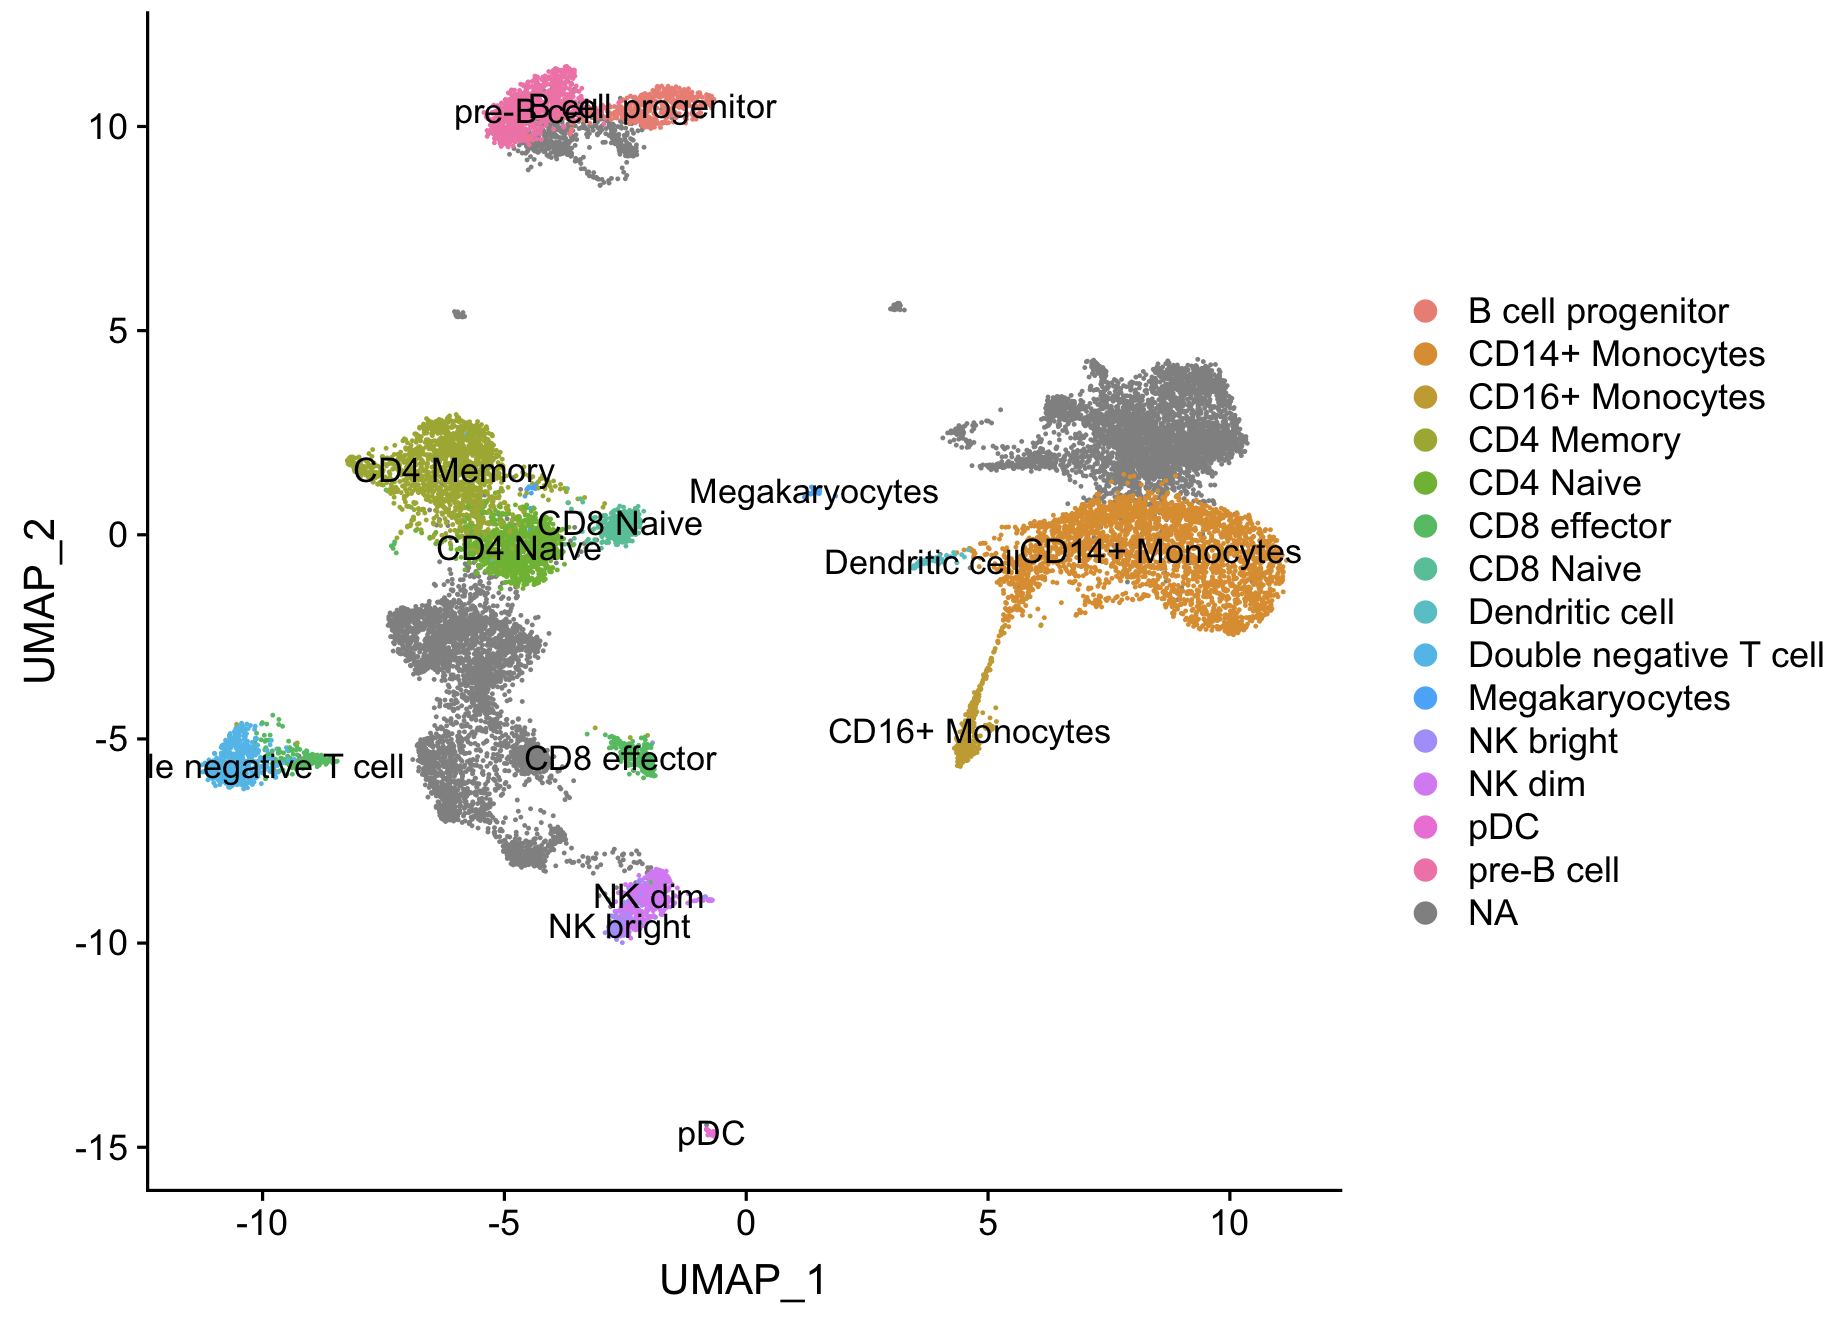 pre-B cell
B cell progenitor
CD4 Memory
Megakaryocytes
CD8 Naive
CD4 Naive
Dendritic cell
CD14+ Monocytes
CD16+ Monocytes
le negative T cell
CD8 effector
NK dim
NK bright
pDC
10
5
0
-5
-10
-15
UMAP_2
-10
-5
0
5
10
UMAP_1
B cell progenitor
CD14+ Monocytes
CD16+ Monocytes
CD4 Memory
CD4 Naive
CD8 effector
CD8 Naive
Dendritic cell
Double negative T cell
Megakaryocytes
NK bright
NK dim
pDC
pre-B cell
NA